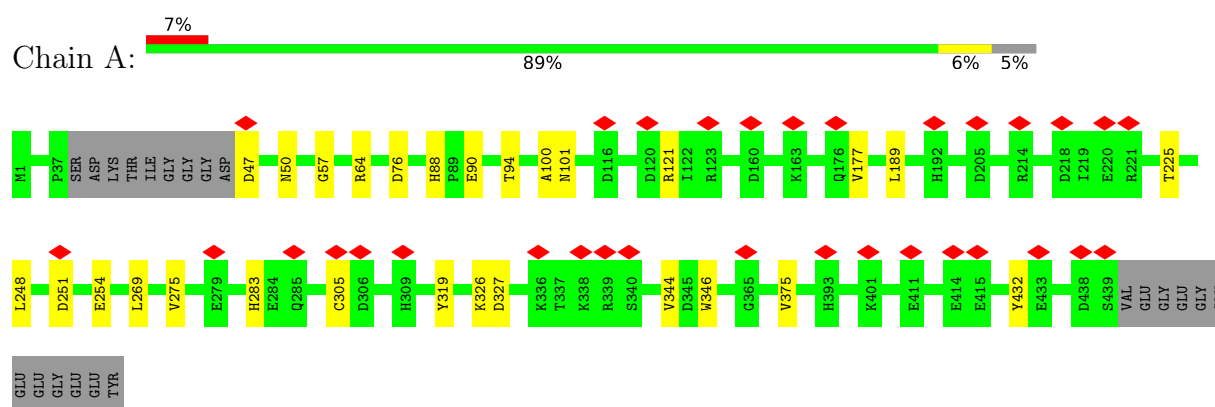 7%
Chain A:
89% 6% 5%
M1 P37 SER ASP LYS THR ILE GLY GLY GLY ASP D47 N50 G57 R64 D76 H88 P89 E90 T94 A100 N101 D116 D120 R121 I122 R123 D160 K163 Q176 V177 L189 H192 D205 R214 D218 I219 E220 R221 T225
L248 D251 E254 L269 V275 E279 H283 E284 Q285 C305 D306 H309 Y319 K326 D327 K336 T337 K338 R339 S340 V344 D345 W346 G365 V375 H393 K401 E411 E414 E415 Y432 E433 D438 S439 VAL GLU GLY GLU GLY
GLU GLU GLY GLU GLU TYR